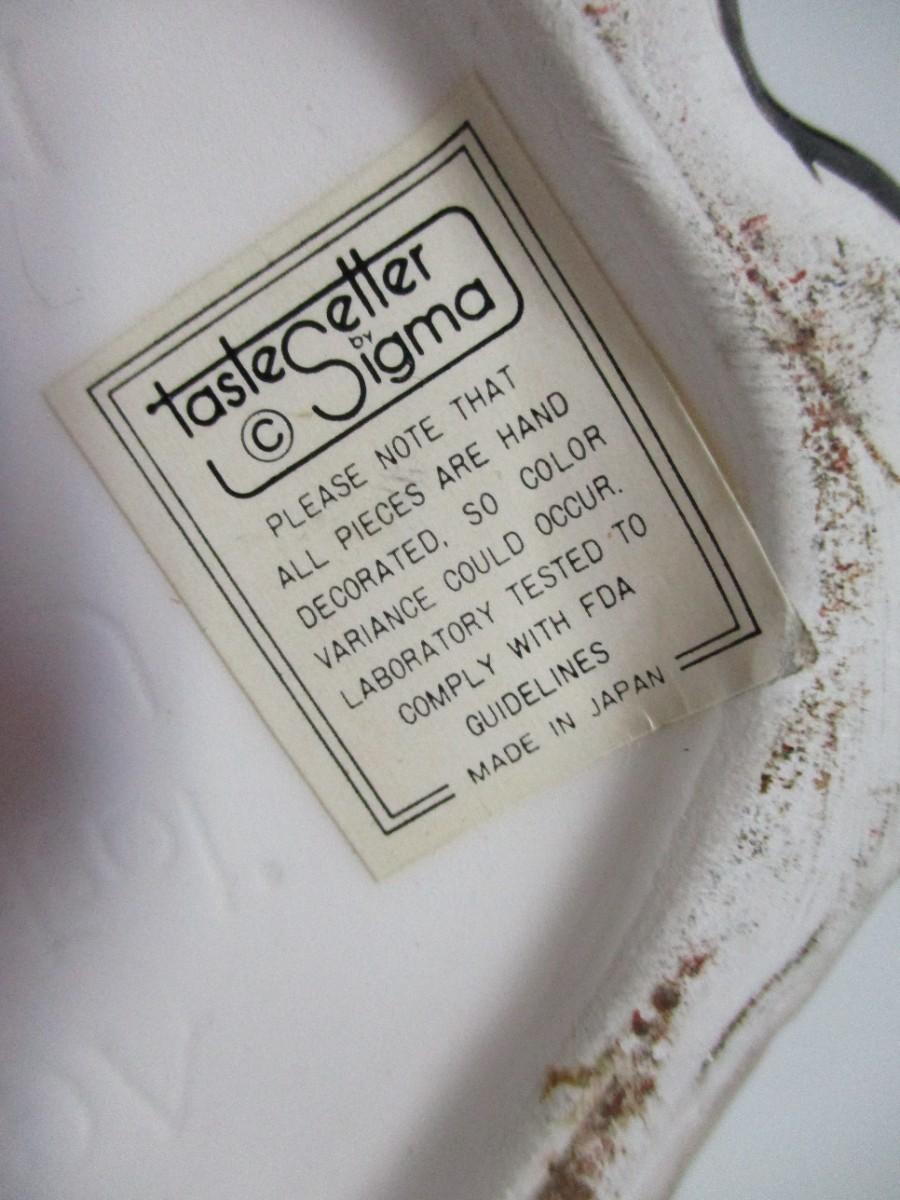 tasteSetter
BY
Sigma
©
PLEASE NOTE THAT
ALL PIECES ARE HAND
DECORATED, SO COLOR
VARIANCE COULD OCCUR.
LABORATORY TESTED TO
COMPLY WITH FDA
GUIDELINES
MADE IN JAPAN